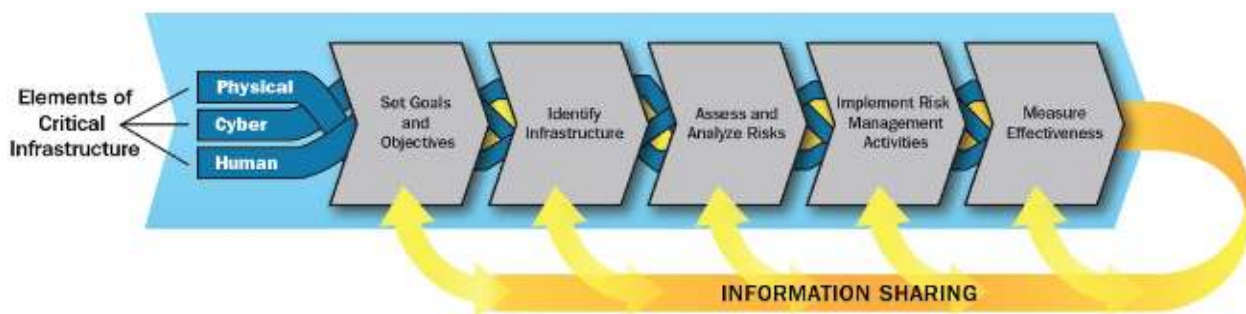 Elements of
Critical
Infrastructure
Physical
Cyber
Human
Set Goals
and
Objectives
Identify
Infrastructure
Assess and
Analyze Risks
Implement Risk
Management
Activities
Measure
Effectiveness
INFORMATION SHARING